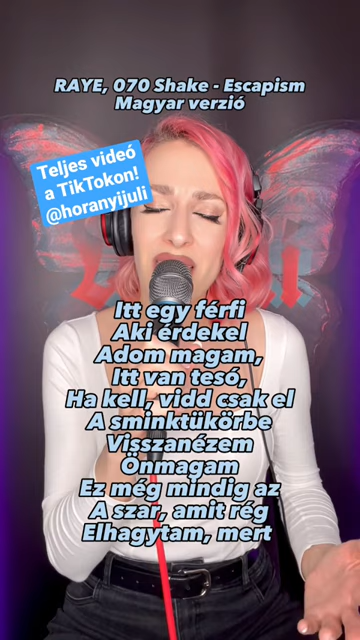 RAYE, 070 Shake - Escapism
Magyar verzió
Teljes videó
a TikTokon!
@horanyijuli
Itt egy férfi
Aki érdekel
Adom magam,
Itt van tesó,
Ha kell, vidd csak el
A sminktükörbe
Visszanézem
Önmagam
Ez még mindig az
A szar, amit rég
Elhagytam, mert